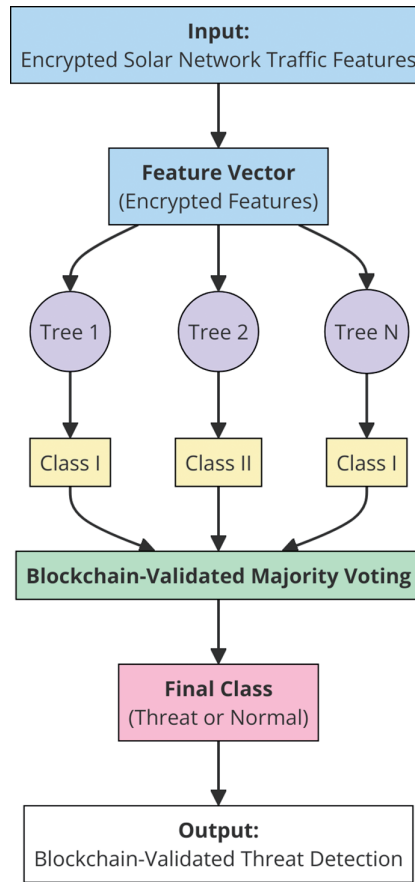 Input:
Encrypted Solar Network Traffic Features
Feature Vector
(Encrypted Features)
Tree 1
Tree 2
Tree N
Class I
Class II
Class I
Blockchain-Validated Majority Voting
Final Class
(Threat or Normal)
Output:
Blockchain-Validated Threat Detection